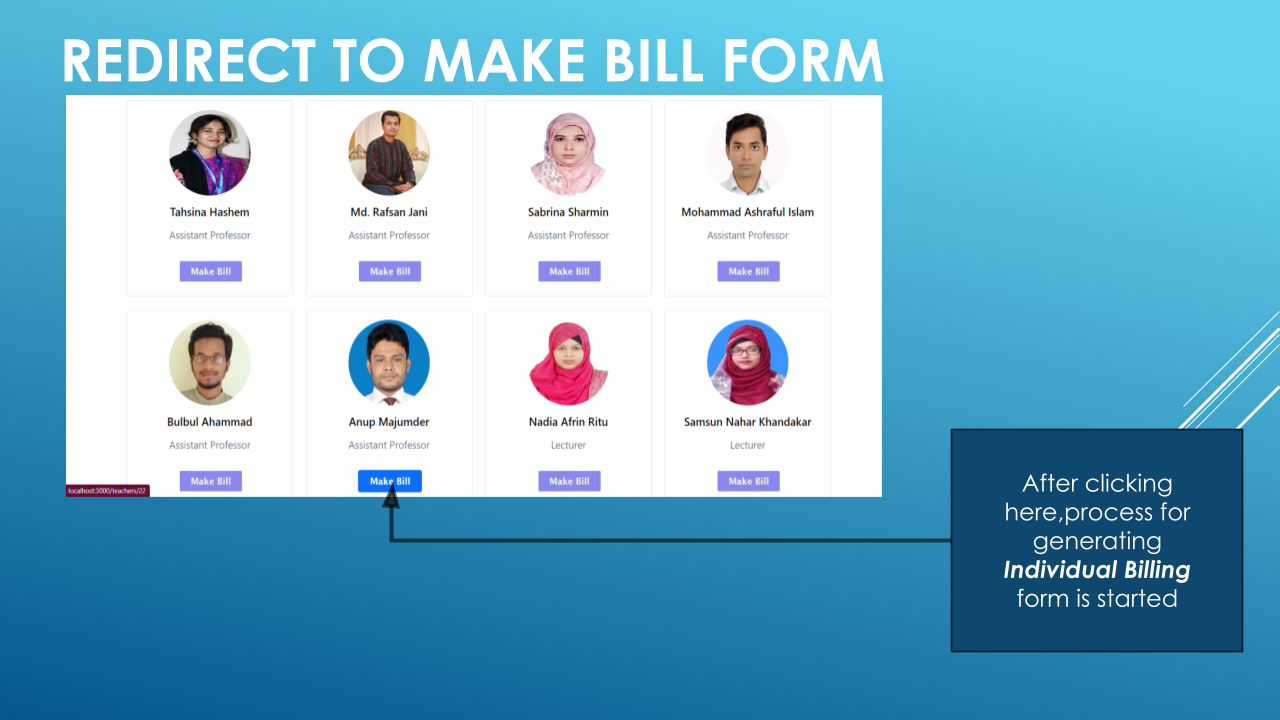 REDIRECT TO MAKE BILL FORM
Tahsina Hashem
Assistant Professor
Make Bill
Md. Rafsan Jani
Assistant Professor
Make Bill
Sabrina Sharmin
Assistant Professor
Make Bill
Mohammad Ashraful Islam
Assistant Professor
Make Bill
Bulbul Ahammad
Assistant Professor
Make Bill
Anup Majumder
Assistant Professor
Make Bill
Nadia Afrin Ritu
Lecturer
Make Bill
Samsun Nahar Khandakar
Lecturer
Make Bill
localhost:3000/teachers/22
After clicking
here,process for
generating
Individual Billing
form is started